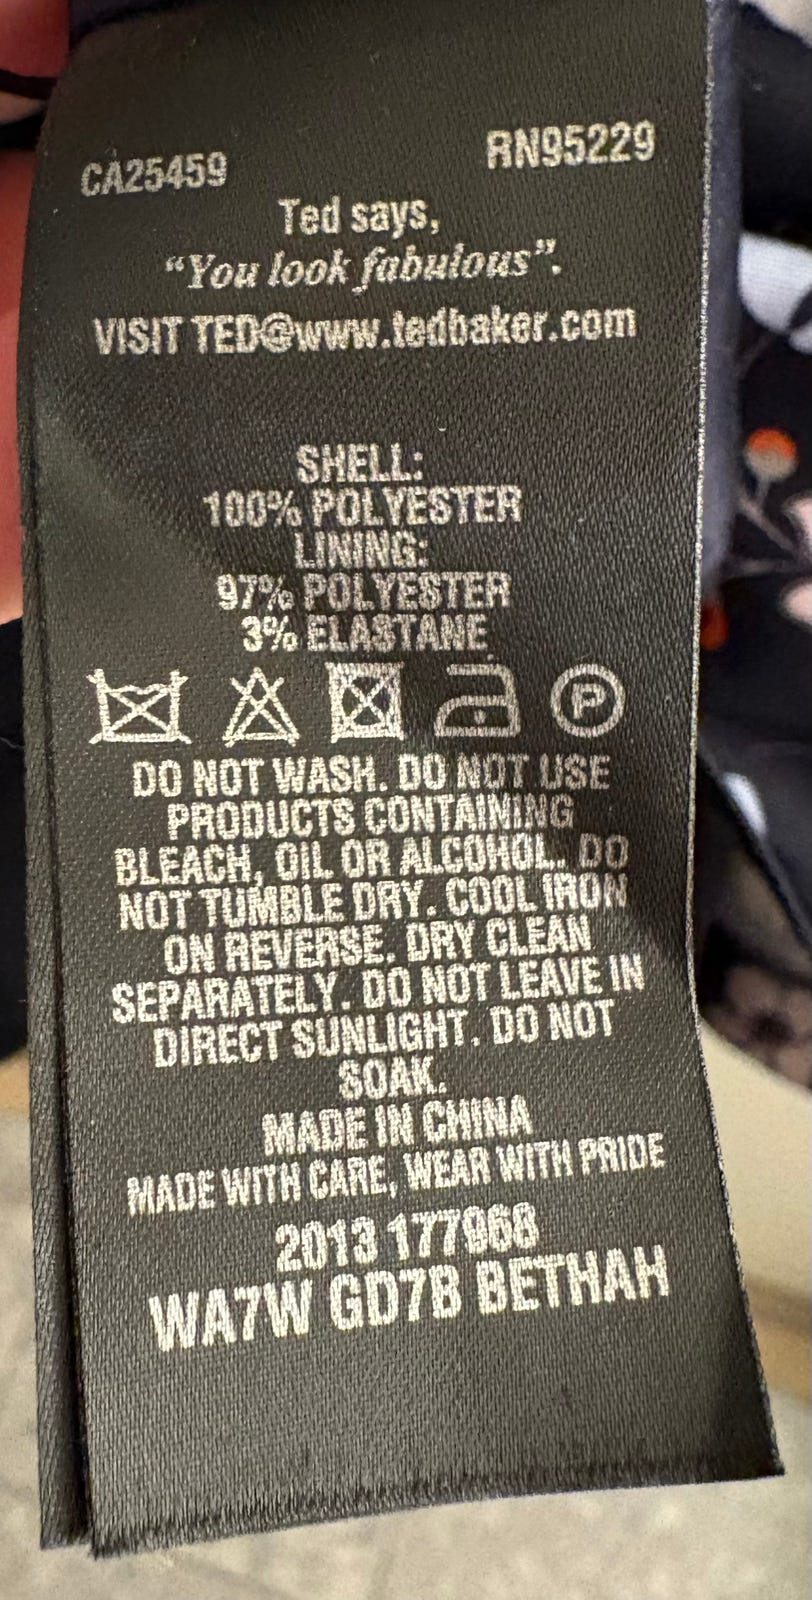 CA25459 RN95229
Ted says,
“You look fabulous”.
VISIT TED@www.tedbaker.com
SHELL:
100% POLYESTER
LINING:
97% POLYESTER
3% ELASTANE
P
DO NOT WASH. DO NOT USE
PRODUCTS CONTAINING
BLEACH, OIL OR ALCOHOL. DO
NOT TUMBLE DRY. COOL IRON
ON REVERSE. DRY CLEAN
SEPARATELY. DO NOT LEAVE IN
DIRECT SUNLIGHT. DO NOT
SOAK.
MADE IN CHINA
MADE WITH CARE, WEAR WITH PRIDE
2013 177968
WA7W GD7B BETHAH